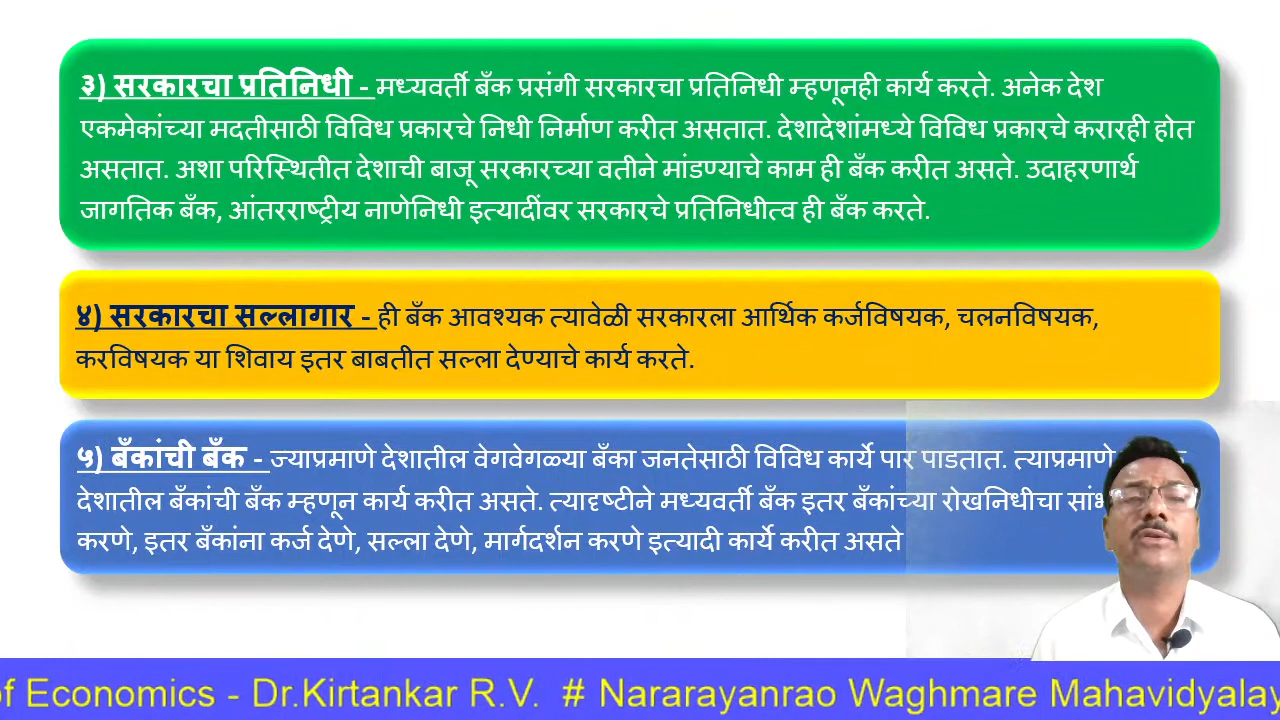 ३) सरकारचा प्रतिनिधी - मध्यवर्ती बँक प्रसंगी सरकारचा प्रतिनिधी म्हणूनही कार्य करते. अनेक देश
एकमेकांच्या मदतीसाठी विविध प्रकारचे निधी निर्माण करीत असतात. देशादेशांमध्ये विविध प्रकारचे करारही होत
असतात. अशा परिस्थितीत देशाची बाजू सरकारच्या वतीने मांडण्याचे काम ही बँक करीत असते. उदाहरणार्थ
जागतिक बँक, आंतरराष्ट्रीय नाणेनिधी इत्यादींवर सरकारचे प्रतिनिधीत्व ही बँक करते.
४) सरकारचा सल्लागार - ही बँक आवश्यक त्यावेळी सरकारला आर्थिक कर्जविषयक, चलनविषयक,
करविषयक या शिवाय इतर बाबतीत सल्ला देण्याचे कार्य करते.
५) बँकांची बँक - ज्याप्रमाणे देशातील वेगवेगळ्या बँका जनतेसाठी विविध कार्ये पार पाडतात. त्याप्रमाणे
देशातील बँकांची बँक म्हणून कार्य करीत असते. त्यादृष्टीने मध्यवर्ती बँक इतर बँकांच्या रोखनिधीचा
करणे, इतर बँकांना कर्ज देणे, सल्ला देणे, मार्गदर्शन करणे इत्यादी कार्ये करीत असते
of Economics - Dr.Kirtankar R.V. # Nararayanrao Waghmare Mahavidyalay